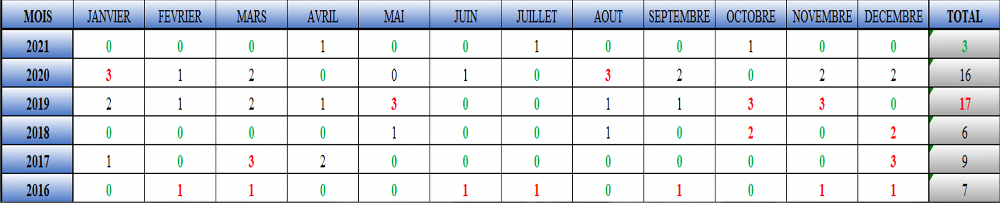 MOIS JANVIER FEVRIER MARS AVRIL MAI JUIN JUILLET AOUT SEPTEMBRE OCTOBRE NOVEMBRE DECEMBRE TOTAL
2021 0 0 0 1 0 0 1 0 0 1 0 0 3
2020 3 1 2 0 0 1 0 3 2 0 2 2 16
2019 2 1 2 1 3 0 0 1 1 3 3 0 17
2018 0 0 0 0 1 0 0 1 0 2 0 2 6
2017 1 0 3 2 0 0 0 0 0 0 0 3 9
2016 0 1 1 0 0 1 1 0 1 0 1 1 7